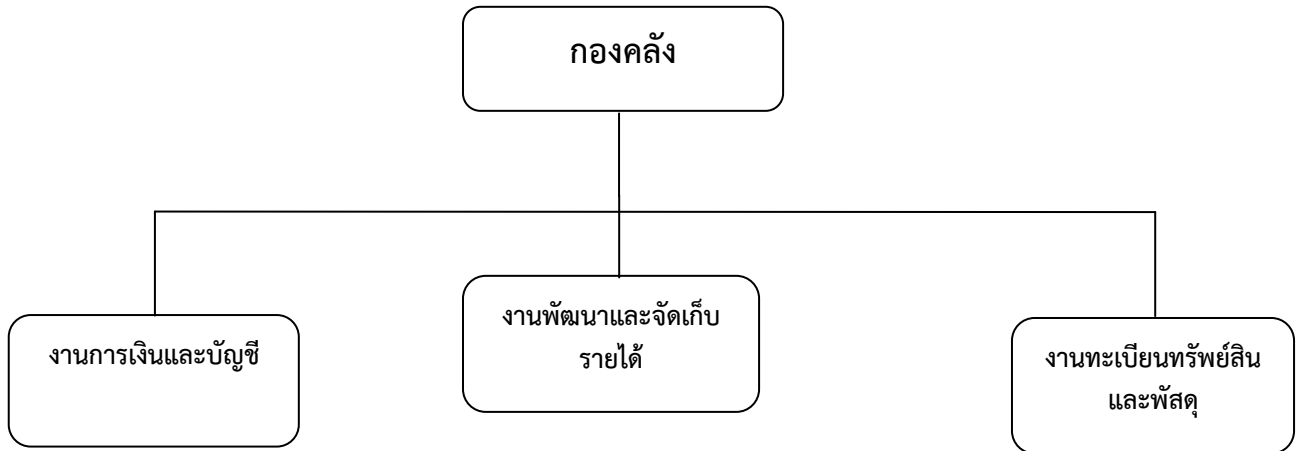 กองคลัง
งานการเงินและบัญชี
งานพัฒนาและจัดเก็บ
รายได้
งานทะเบียนทรัพย์สิน
และพัสดุ